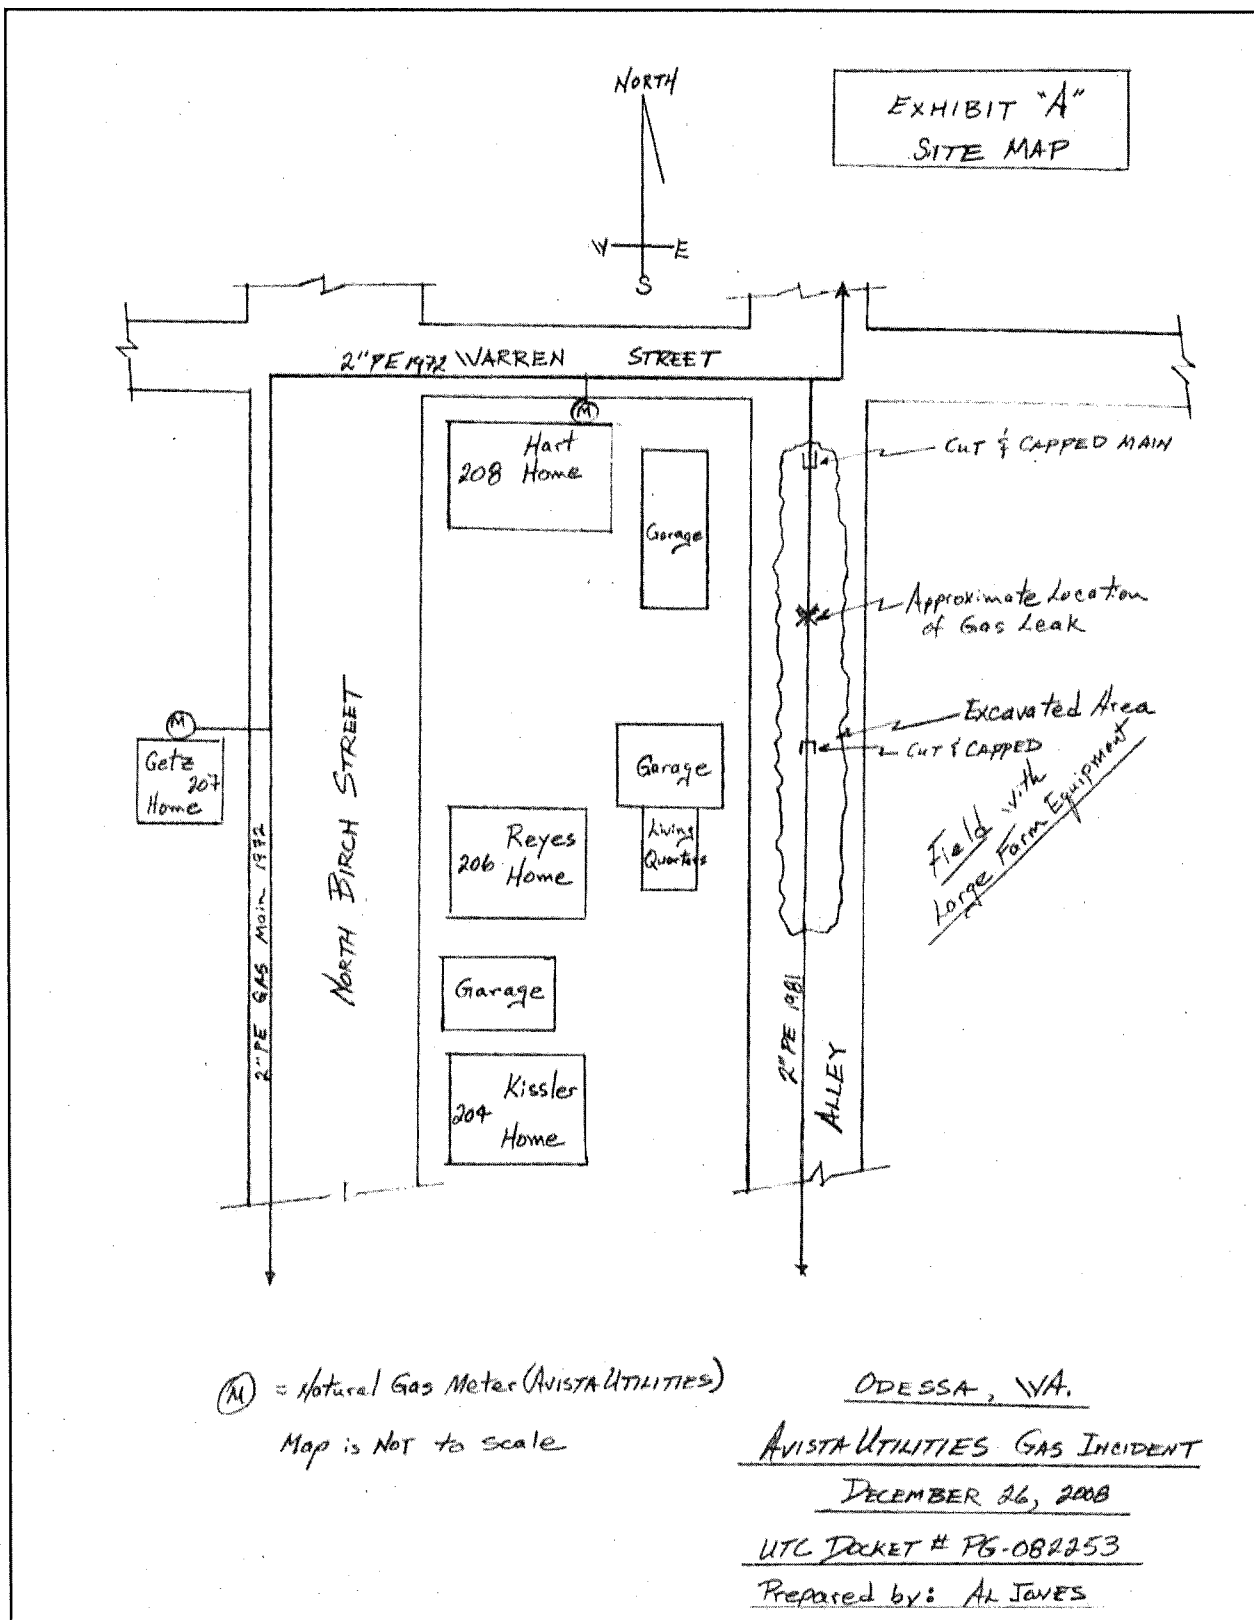 NORTH
EXHIBIT "A"
SITE MAP
W E
S
2" PE 1972 WARREN STREET
M
Hart
208 Home
Garage
CUT & CAPPED MAIN
Approximate Location
of Gas Leak
Excavated Area
CUT & CAPPED
Field with
Large Farm Equipment
M
Getz
207
Home
Garage
Living
Quarters
Reyes
206 Home
Garage
Kissler
204
Home
NORTH BIRCH STREET
2" PE GAS Main 1972
2" PE 1981
ALLEY
M = Natural Gas Meter (AVISTA UTILITIES)
Map is NOT to scale
ODESSA, WA.
AVISTA UTILITIES GAS INCIDENT
DECEMBER 26, 2008
UTC DOCKET # PG-082253
Prepared by: AL JONES